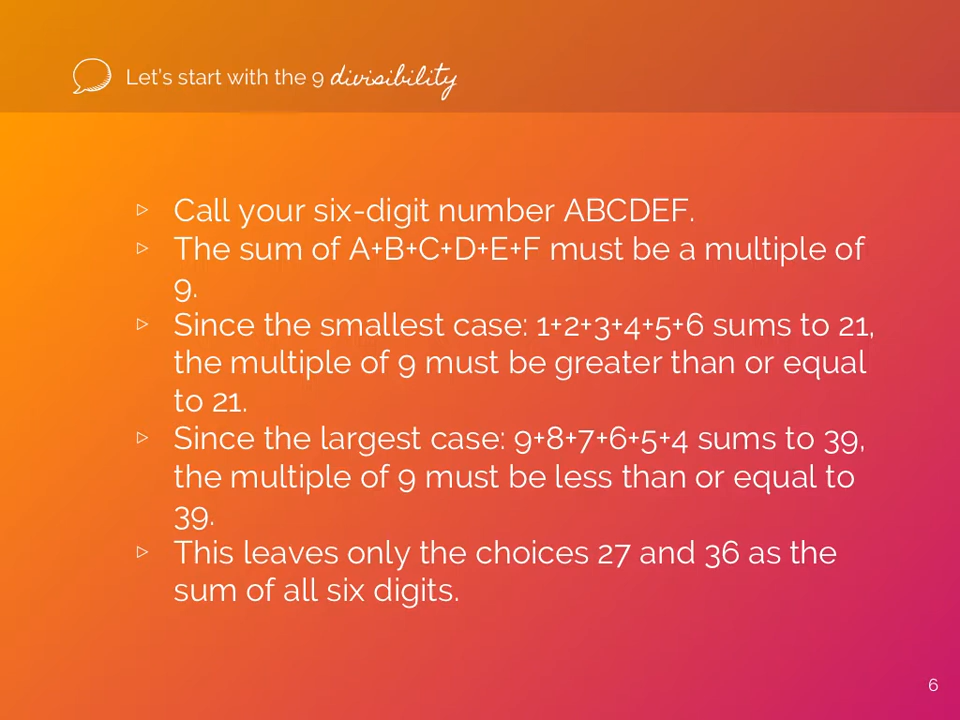 Let's start with the 9 divisibility
▹ Call your six-digit number ABCDEF.
▹ The sum of A+B+C+D+E+F must be a multiple of
9.
▹ Since the smallest case: 1+2+3+4+5+6 sums to 21,
the multiple of 9 must be greater than or equal
to 21.
▹ Since the largest case: 9+8+7+6+5+4 sums to 39,
the multiple of 9 must be less than or equal to
39.
▹ This leaves only the choices 27 and 36 as the
sum of all six digits.
6